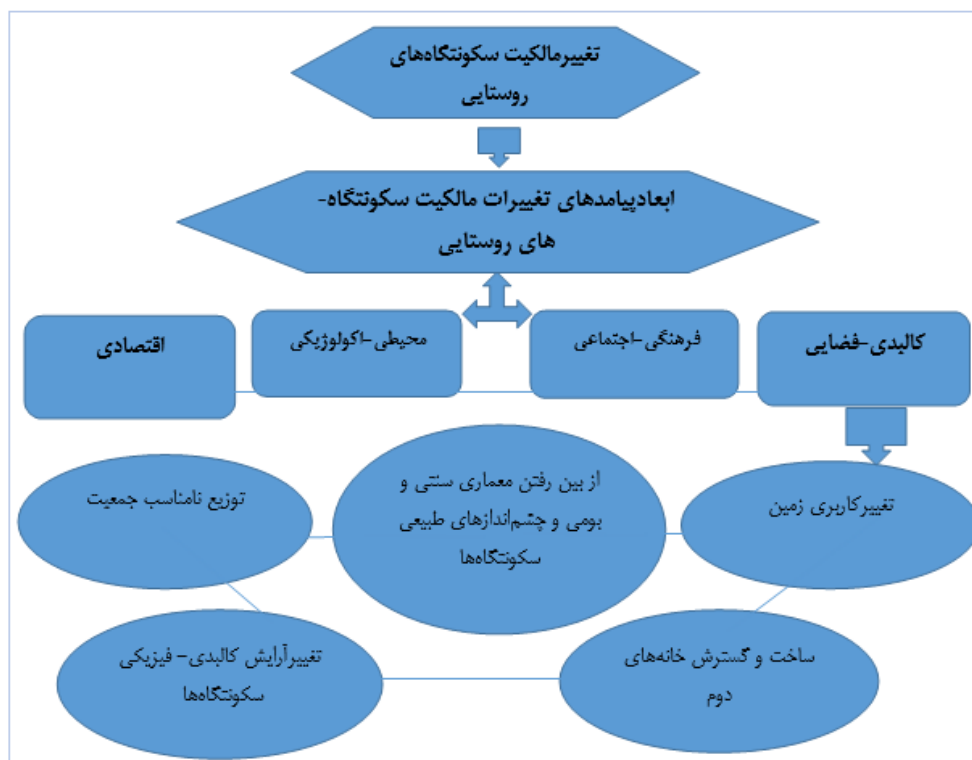 تغییرمالکیت سکونتگاه‌های
روستایی
ابعادپیامدهای تغییرات مالکیت سکونتگاه-
های روستایی
کالبدی-فضایی
فرهنگی-اجتماعی
محیطی-اکولوژیکی
اقتصادی
تغییرکاربری زمین
از بین رفتن معماری سنتی و
بومی و چشم‌اندازهای طبیعی
سکونتگاه‌ها
توزیع نامناسب جمعیت
ساخت و گسترش خانه‌های
دوم
تغییرآرایش کالبدی- فیزیکی
سکونتگاه‌ها